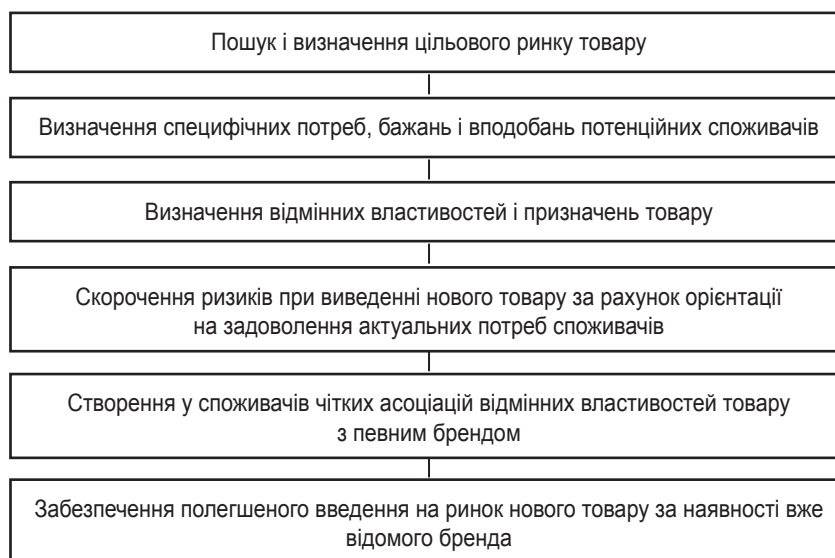 Пошук і визначення цільового ринку товару
Визначення специфічних потреб, бажань і вподобань потенційних споживачів
Визначення відмінних властивостей і призначень товару
Скорочення ризиків при виведенні нового товару за рахунок орієнтації
на задоволення актуальних потреб споживачів
Створення у споживачів чітких асоціацій відмінних властивостей товару
з певним брендом
Забезпечення полегшеного введення на ринок нового товару за наявності вже
відомого бренда